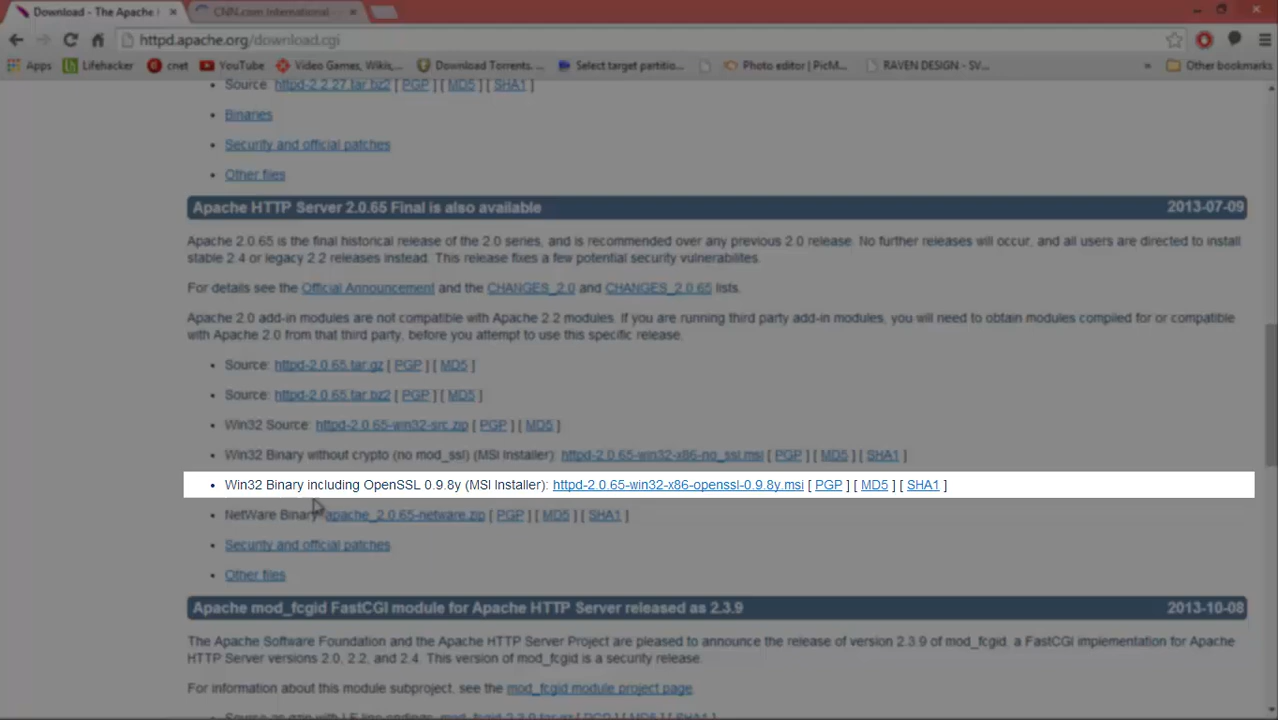 Download - The Apache
CNN.com International -
httpd.apache.org/download.cgi
Apps Lifehacker cnet YouTube Video Games, Wikis,... Download Torrents, ... Select target partitio... Photo editor | PicM... RAVEN DESIGN - SV... » Other bookmarks
Source: httpd-2.2.27.tar.bz2 [ PGP ] [ MD5 ] [ SHA1 ]
Binaries
Security and official patches
Other files
Apache HTTP Server 2.0.65 Final is also available 2013-07-09
Apache 2.0.65 is the final historical release of the 2.0 series, and is recommended over any previous 2.0 release. No further releases will occur, and all users are directed to install
stable 2.4 or legacy 2.2 releases instead. This release fixes a few potential security vulnerabilites.
For details see the Official Announcement and the CHANGES_2.0 and CHANGES_2.0.65 lists.
Apache 2.0 add-in modules are not compatible with Apache 2.2 modules. If you are running third party add-in modules, you will need to obtain modules compiled for or compatible
with Apache 2.0 from that third party, before you attempt to use this specific release.
Source: httpd-2.0.65.tar.gz [ PGP ] [ MD5 ]
Source: httpd-2.0.65.tar.bz2 [ PGP ] [ MD5 ]
Win32 Source: httpd-2.0.65-win32-src.zip [ PGP ] [ MD5 ]
Win32 Binary without crypto (no mod_ssl) (MSI Installer): httpd-2.0.65-win32-x86-no_ssl.msi [ PGP ] [ MD5 ] [ SHA1 ]
Win32 Binary including OpenSSL 0.9.8y (MSI Installer): httpd-2.0.65-win32-x86-openssl-0.9.8y.msi [ PGP ] [ MD5 ] [ SHA1 ]
NetWare Binary: apache_2.0.65-netware.zip [ PGP ] [ MD5 ] [ SHA1 ]
Security and official patches
Other files
Apache mod_fcgid FastCGI module for Apache HTTP Server released as 2.3.9 2013-10-08
The Apache Software Foundation and the Apache HTTP Server Project are pleased to announce the release of version 2.3.9 of mod_fcgid, a FastCGI implementation for Apache
HTTP Server versions 2.0, 2.2, and 2.4. This version of mod_fcgid is a security release.
For information about this module subproject, see the mod_fcgid module project page.
Source as gzip with LF line endings: mod_fcgid-2.3.9.tar.gz [ PGP ] [ MD5 ] [ SHA1 ]